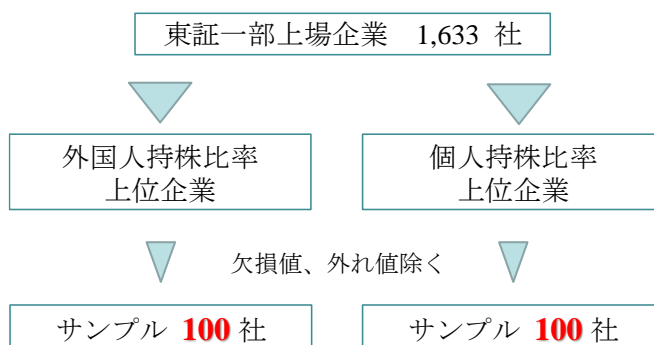 東証一部上場企業 1,633 社
外国人持株比率
上位企業
個人持株比率
上位企業
欠損値、外れ値除く
サンプル 100 社
サンプル 100 社